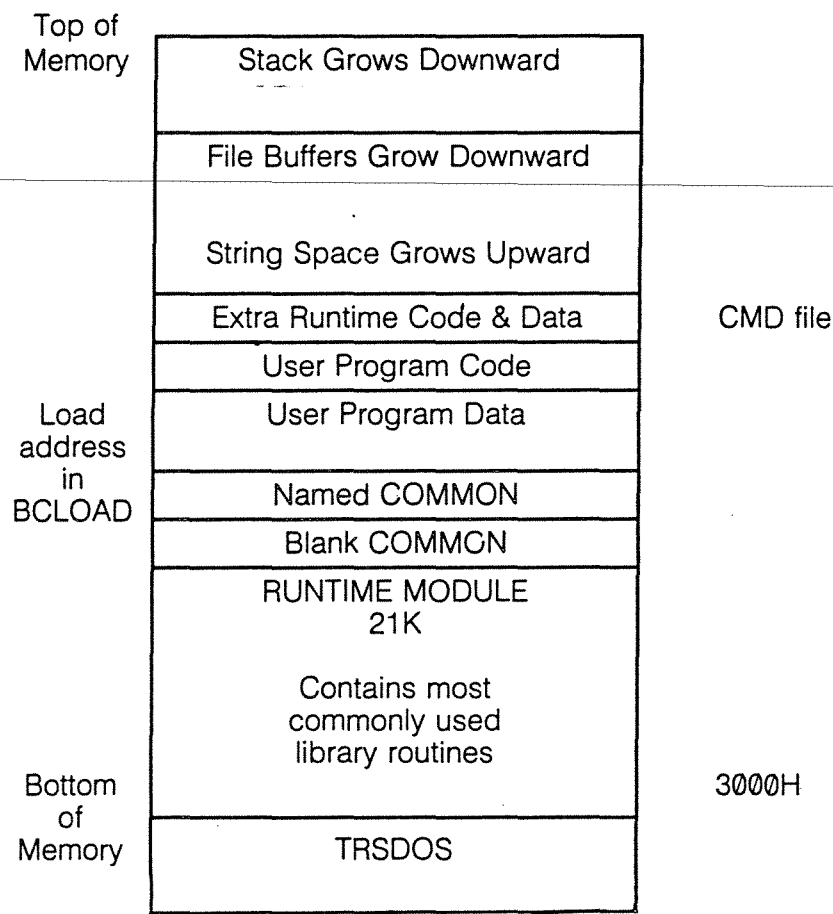 Top of
Memory
Stack Grows Downward
File Buffers Grow Downward
String Space Grows Upward
Extra Runtime Code & Data
CMD file
User Program Code
Load
address
in
BCLOAD
User Program Data
Named COMMON
Blank COMMON
RUNTIME MODULE
21K
Contains most
commonly used
library routines
Bottom
of
Memory
3000H
TRSDOS